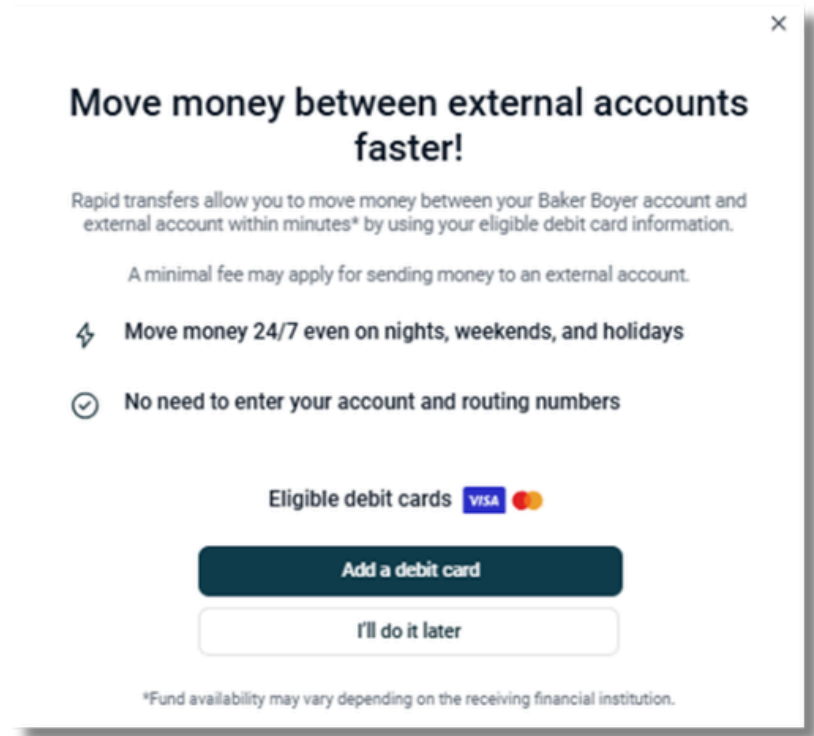 Move money between external accounts
faster!
Rapid transfers allow you to move money between your Baker Boyer account and
external account within minutes* by using your eligible debit card information.
A minimal fee may apply for sending money to an external account.
Move money 24/7 even on nights, weekends, and holidays
No need to enter your account and routing numbers
Eligible debit cards VISA
Add a debit card
I'll do it later
*Fund availability may vary depending on the receiving financial institution.